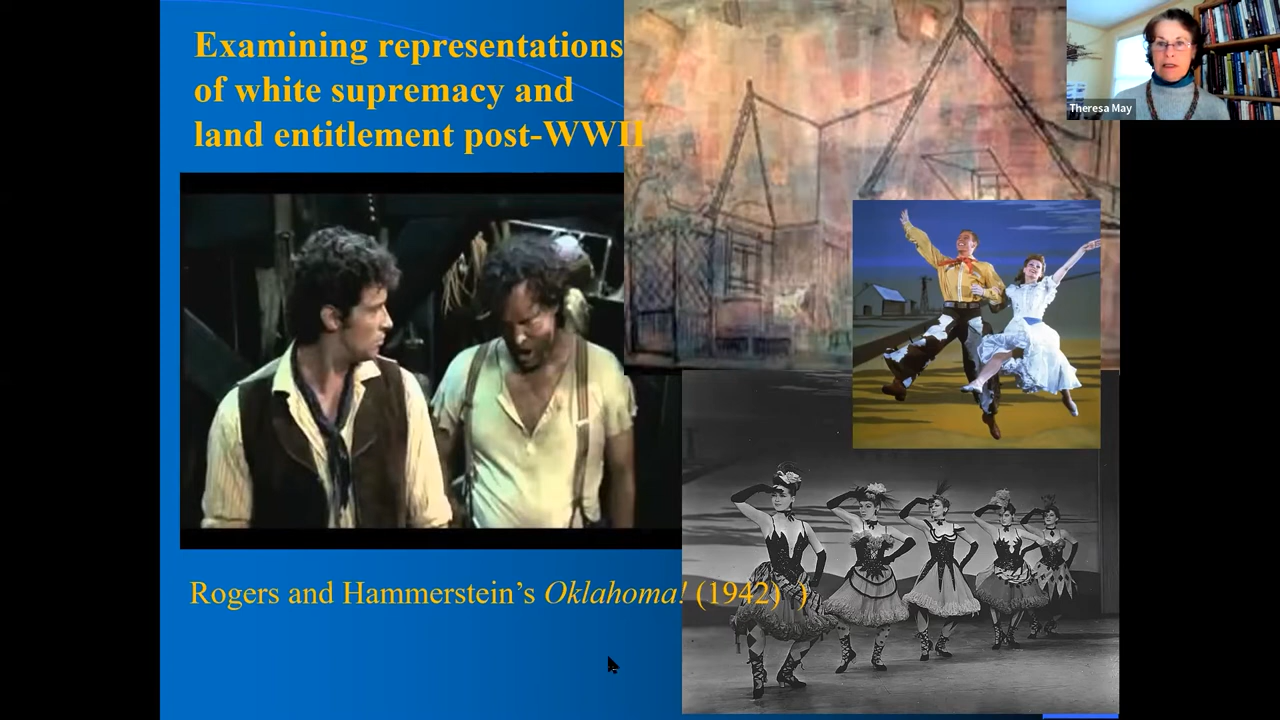 Examining representations
of white supremacy and
land entitlement post-WWII
Theresa May
Rogers and Hammerstein’s Oklahoma! (1942) )